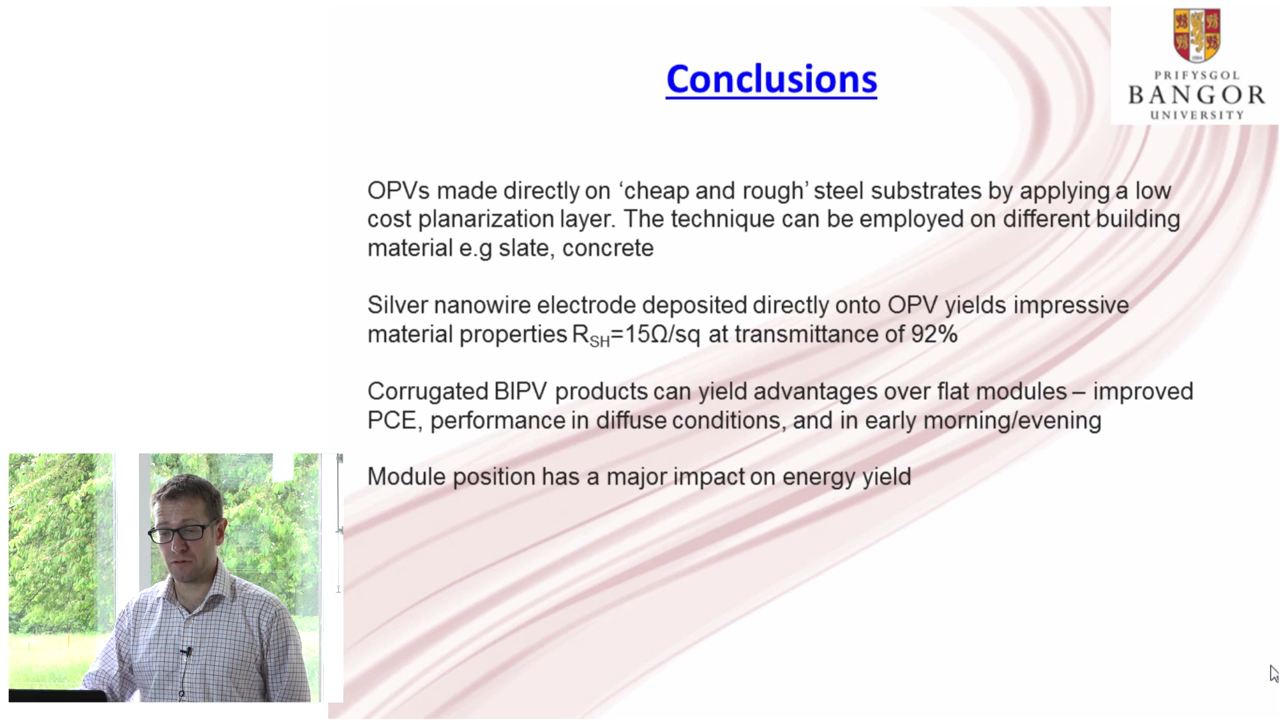 Conclusions
PRIFYSGOL
BANGOR
UNIVERSITY
OPVs made directly on ‘cheap and rough’ steel substrates by applying a low
cost planarization layer. The technique can be employed on different building
material e.g slate, concrete
Silver nanowire electrode deposited directly onto OPV yields impressive
material properties RSH=15Ω/sq at transmittance of 92%
Corrugated BIPV products can yield advantages over flat modules – improved
PCE, performance in diffuse conditions, and in early morning/evening
Module position has a major impact on energy yield